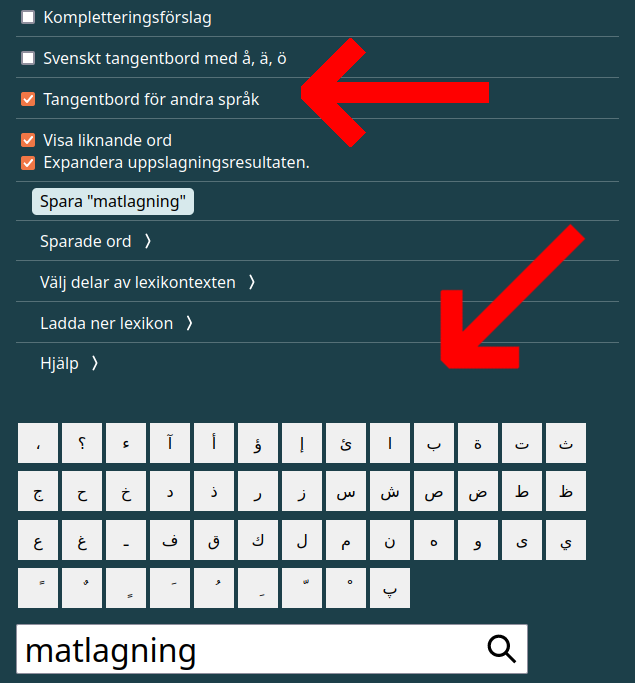 Kompletteringsförslag
Svenskt tangentbord med å, ä, ö
Tangentbord för andra språk
Visa liknande ord
Expandera uppslagningsresultaten.
Spara "matlagning"
Sparade ord ⟩
Välj delar av lexikontexten ⟩
Ladda ner lexikon ⟩
Hjälp ⟩
، ؟ ء آ أ ؤ إ ئ ا ب ة ت ث
ج ح خ د ذ ر ز س ش ص ض ط ظ
ع غ ـ ف ق ك ل م ن ه و ى ي
ً ٌ ٍ َ ُ ِ ّ ْ پ
matlagning